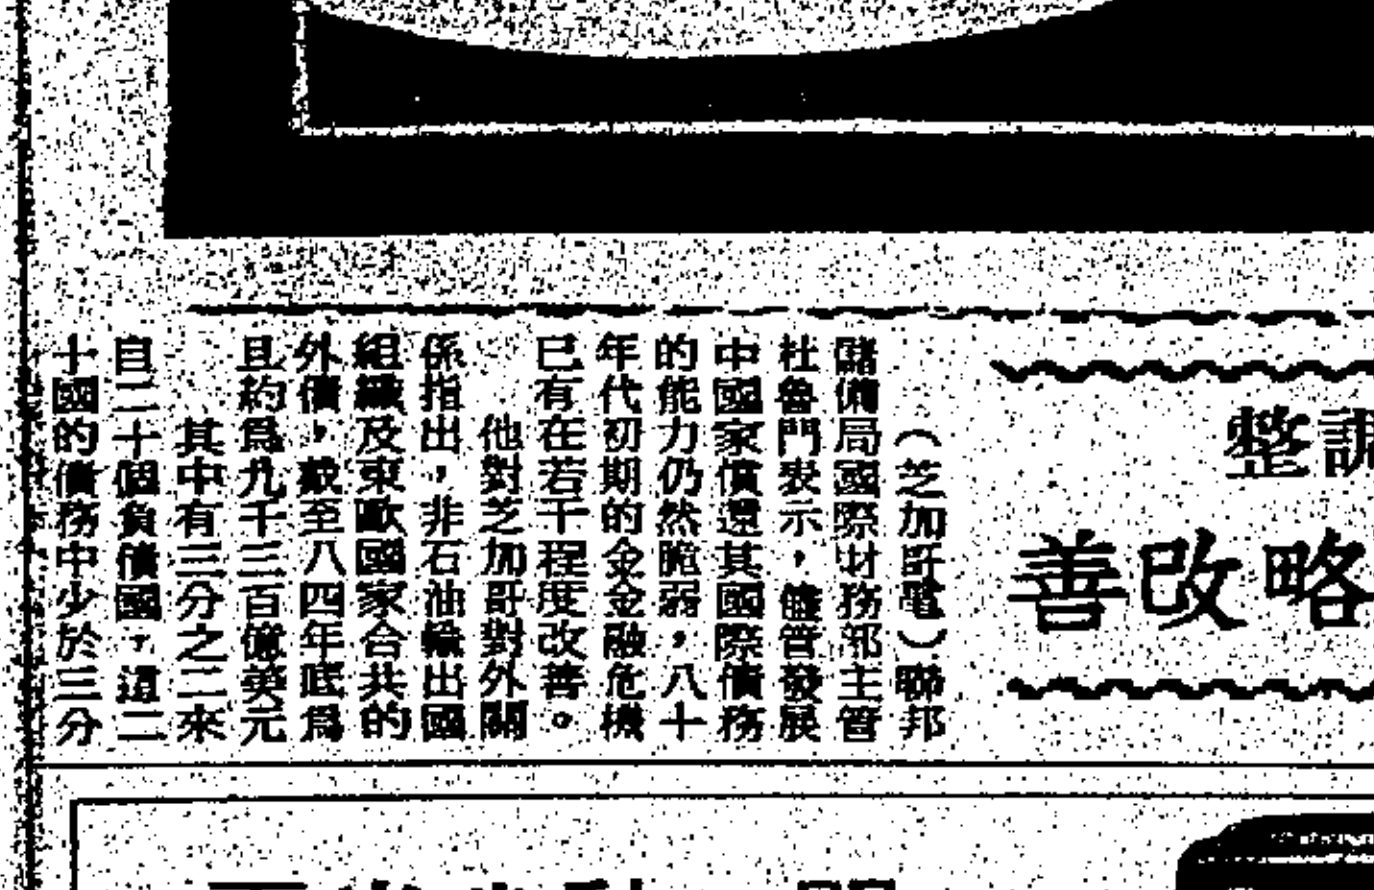 調整
略改善
（芝加哥電）聯邦
儲備局國際財務部主管
杜魯門表示，儘管發展
中國家償還其國際債務
的能力仍然脆弱，八十
年代初期的金金融危機
已有在若干程度改善。
他對芝加哥對外關
係指出，非石油輸出國
組織及東歐國家合共的
外債，截至八四年底爲
且約爲九千三百億英元
其中有三分之二來
自二十個負債國，這二
十國的債務中少於三分